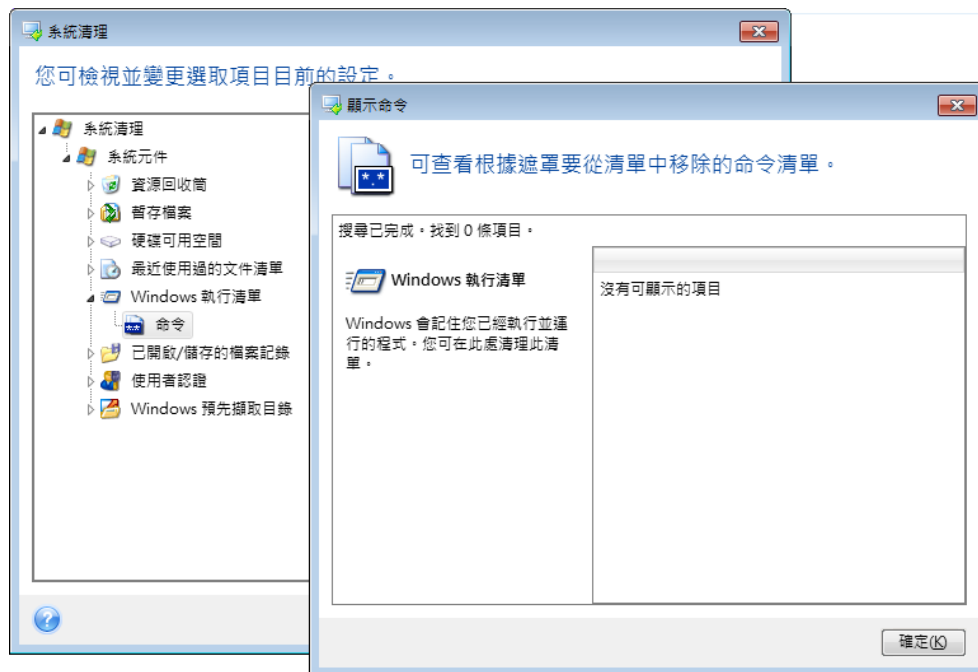 系統清理
您可檢視並變更選取項目目前的設定。
系統清理
系統元件
資源回收筒
暫存檔案
硬碟可用空間
最近使用過的文件清單
Windows 執行清單
命令
已開啟/儲存的檔案記錄
使用者認證
Windows 預先擷取目錄
顯示命令
*.*
可查看根據遮罩要從清單中移除的命令清單。
搜尋已完成。找到 0 條項目。
Windows 執行清單
Windows 會記住您已經執行並運
行的程式。您可在此處清理此清
單。
沒有可顯示的項目
確定(K)